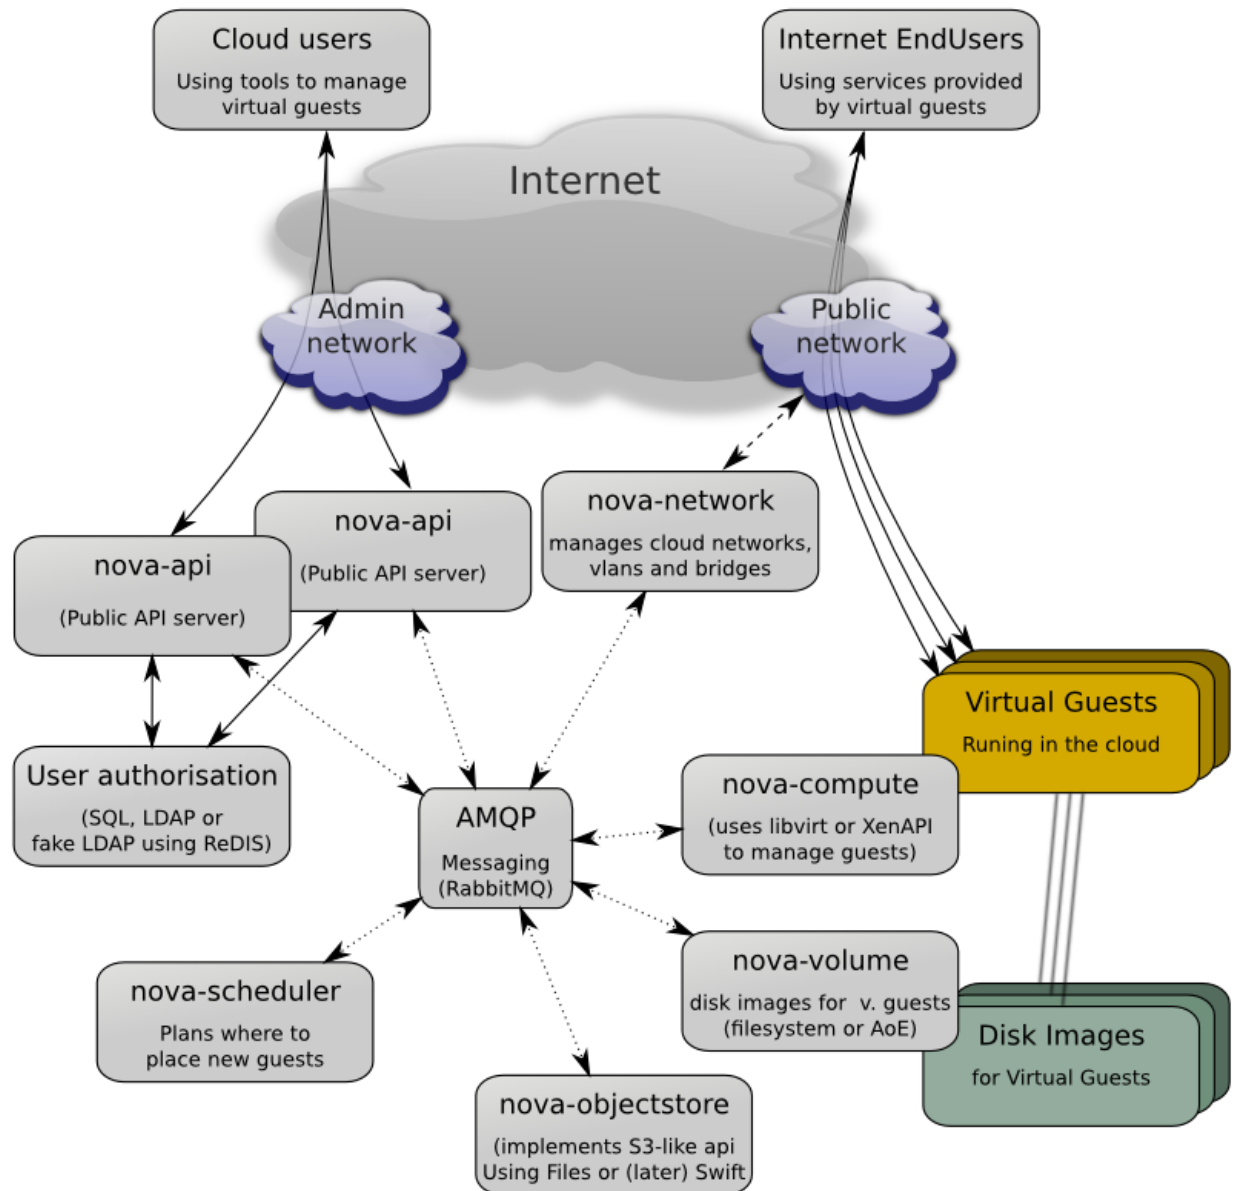 Cloud users
Using tools to manage
virtual guests
Internet EndUsers
Using services provided
by virtual guests
Internet
Admin
network
Public
network
nova-api
(Public API server)
nova-api
(Public API server)
nova-network
manages cloud networks,
vlans and bridges
Virtual Guests
Runing in the cloud
User authorisation
(SQL, LDAP or
fake LDAP using ReDIS)
AMQP
Messaging
(RabbitMQ)
nova-compute
(uses libvirt or XenAPI
to manage guests)
nova-volume
disk images for v. guests
(filesystem or AoE)
nova-scheduler
Plans where to
place new guests
Disk Images
for Virtual Guests
nova-objectstore
(implements S3-like api
Using Files or (later) Swift